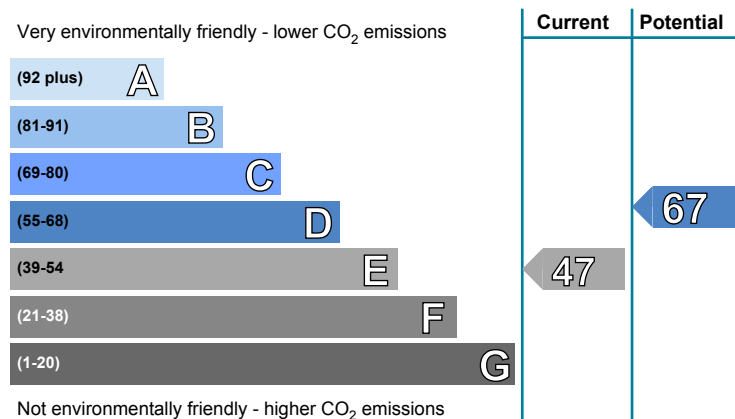 Very environmentally friendly - lower CO₂ emissions
Current
Potential
(92 plus) A
(81-91) B
(69-80) C
(55-68) D
67
(39-54 E
47
(21-38) F
(1-20) G
Not environmentally friendly - higher CO₂ emissions